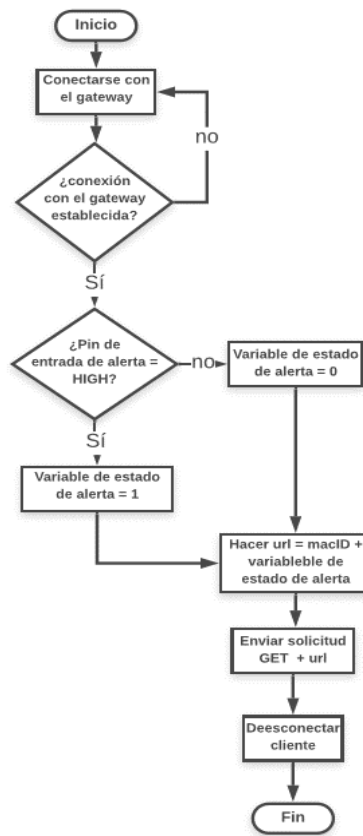 Inicio
Conectarse con
el gateway
no
¿conexión
con el gateway
establecida?
Sí
¿Pin de
entrada de alerta =
HIGH?
no
Variable de estado
de alerta = 0
Sí
Variable de estado
de alerta = 1
Hacer url = macID +
variableble de
estado de alerta
Enviar solicitud
GET + url
Deesconectar
cliente
Fin